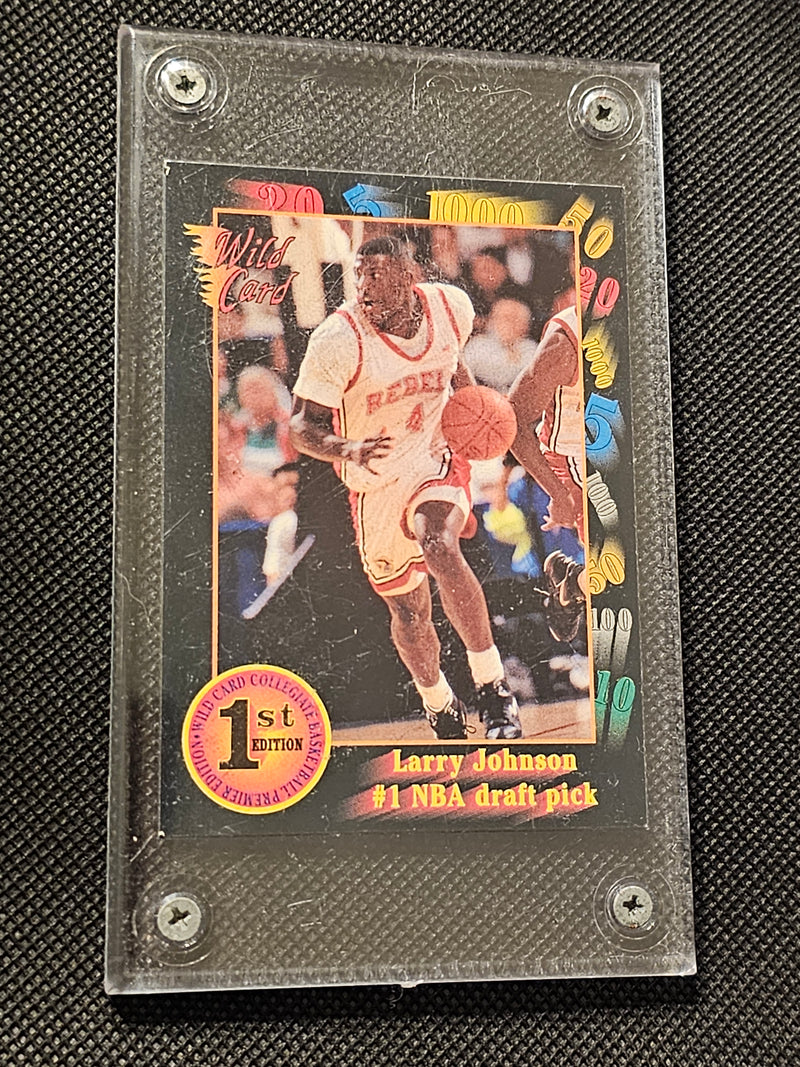 20 5 1000 50
Wild
Card
20
1000
5
REBEL
4
100
50
100
10
1st
EDITION
WILD CARD COLLEGIATE BASKETBALL PREMIER EDITION•
Larry Johnson
#1 NBA draft pick